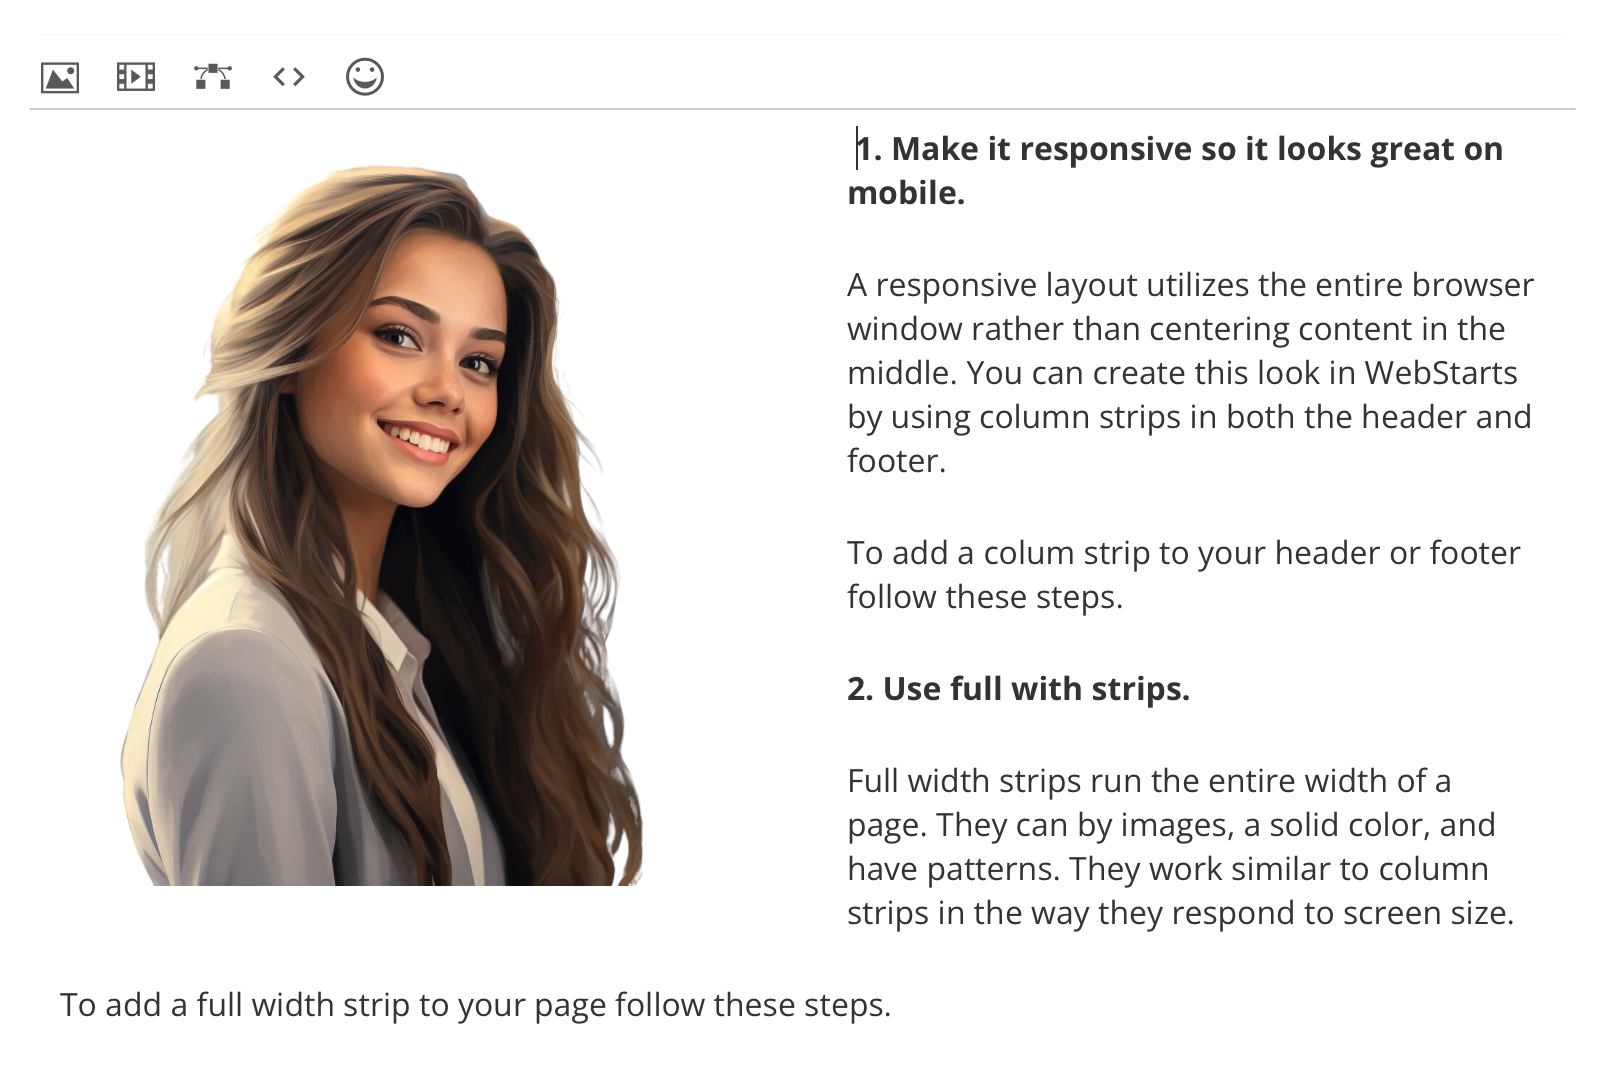 1. Make it responsive so it looks great on
mobile.
A responsive layout utilizes the entire browser
window rather than centering content in the
middle. You can create this look in WebStarts
by using column strips in both the header and
footer.
To add a colum strip to your header or footer
follow these steps.
2. Use full with strips.
Full width strips run the entire width of a
page. They can by images, a solid color, and
have patterns. They work similar to column
strips in the way they respond to screen size.
To add a full width strip to your page follow these steps.